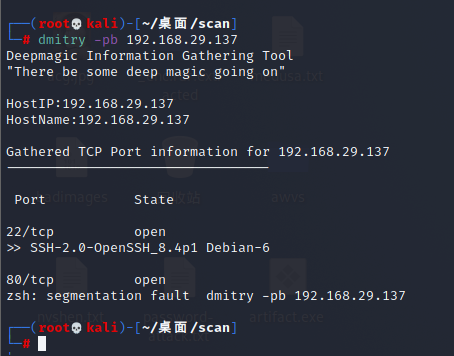 ┌──(root💀kali)-[~/桌面/scan]
└─# dmitry -pb 192.168.29.137
Deepmagic Information Gathering Tool
"There be some deep magic going on"
HostIP:192.168.29.137
HostName:192.168.29.137
Gathered TCP Port information for 192.168.29.137
---------------------------------
Port State
22/tcp open
>> SSH-2.0-OpenSSH_8.4p1 Debian-6
80/tcp open
zsh: segmentation fault dmitry -pb 192.168.29.137
┌──(root💀kali)-[~/桌面/scan]
└─#
awvs
artifact.exe